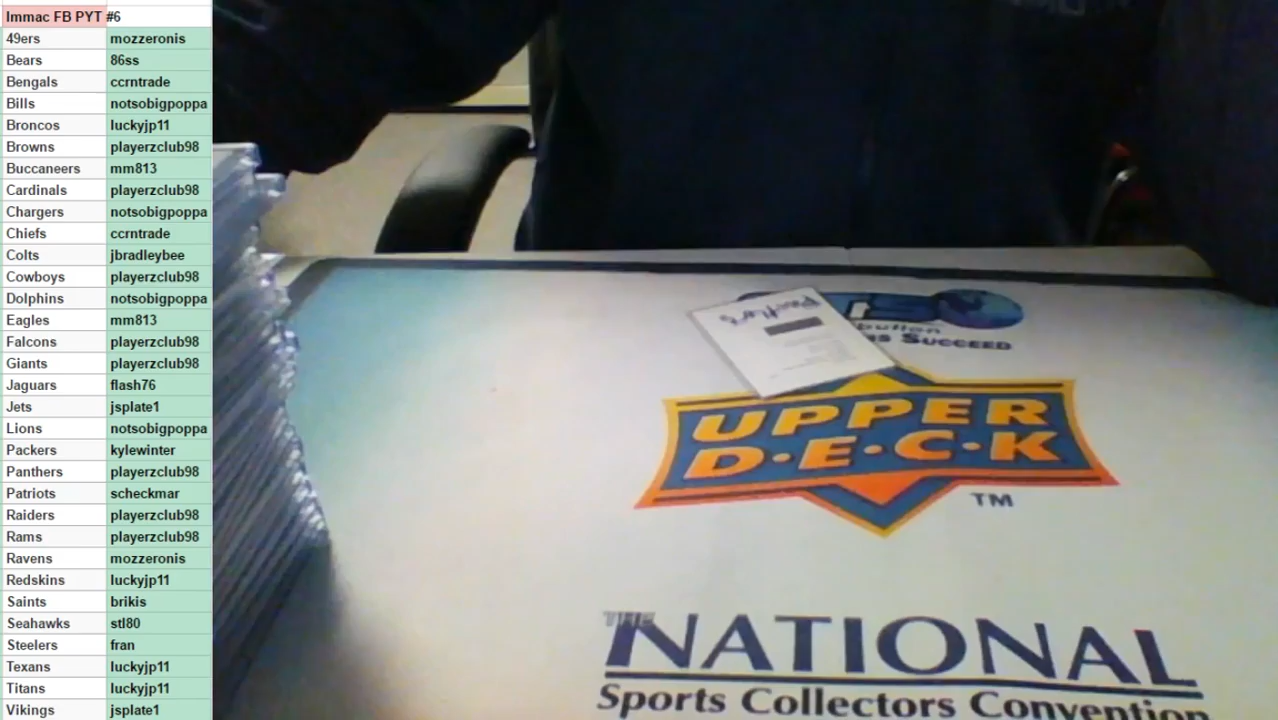 Immac FB PYT #6
49ers mozzeronis
Bears 86ss
Bengals ccrntrade
Bills notsobigpoppa
Broncos luckyjp11
Browns playerzclub98
Buccaneers mm813
Cardinals playerzclub98
Chargers notsobigpoppa
Chiefs ccrntrade
Colts jbradleybee
Cowboys playerzclub98
Dolphins notsobigpoppa
Eagles mm813
Falcons playerzclub98
Giants playerzclub98
Jaguars flash76
Jets jsplate1
Lions notsobigpoppa
Packers kylewinter
Panthers playerzclub98
Patriots scheckmar
Raiders playerzclub98
Rams playerzclub98
Ravens mozzeronis
Redskins luckyjp11
Saints brikis
Seahawks stl80
Steelers fran
Texans luckyjp11
Titans luckyjp11
Vikings jsplate1
Panthers
SUCCEED
UPPER
D·E·C·K
TM
THE
NATIONAL
Sports Collectors Convention